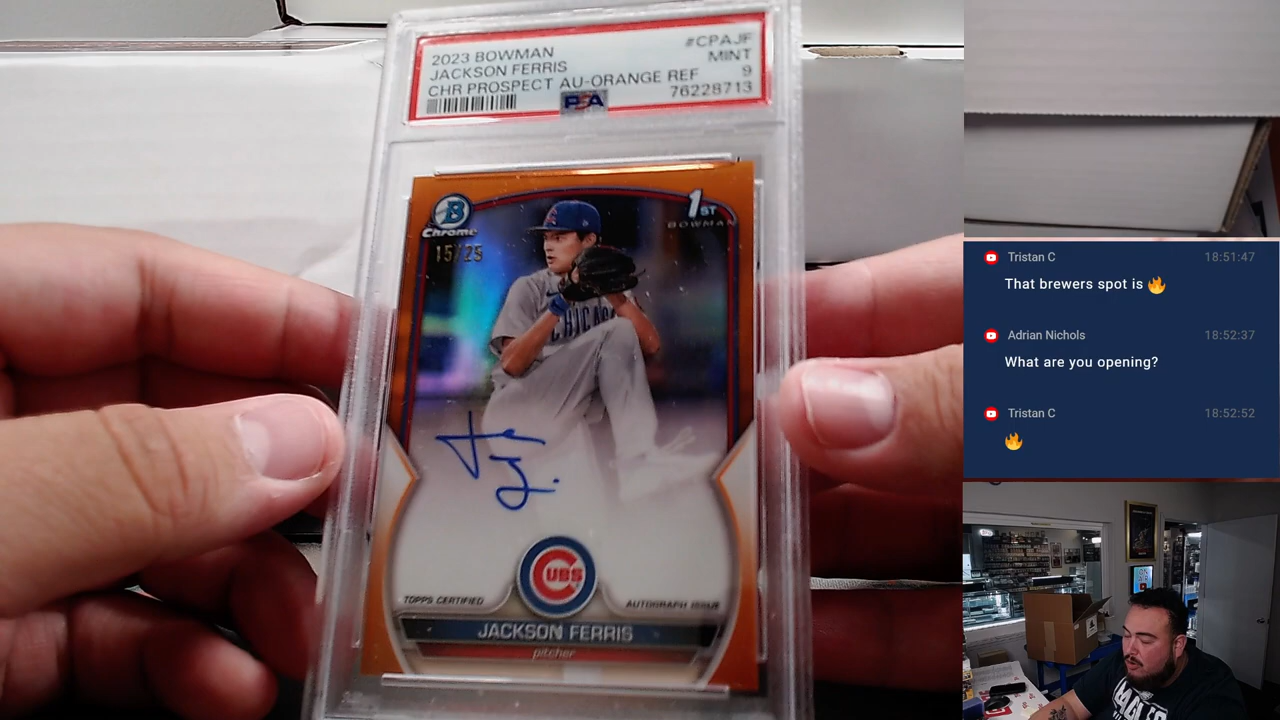 2023 BOWMAN #CPAJF
JACKSON FERRIS MINT
CHR PROSPECT AU-ORANGE REF 9
PSA 76228713
B
Chrome
1ST
BOWMAN
15/25
CHICAGO
CUBS
TOPPS CERTIFIED AUTOGRAPH ISSUE
JACKSON FERRIS
pitcher
Tristan C 18:51:47
That brewers spot is 🔥
Adrian Nichols 18:52:37
What are you opening?
Tristan C 18:52:52
🔥
ON
AIR